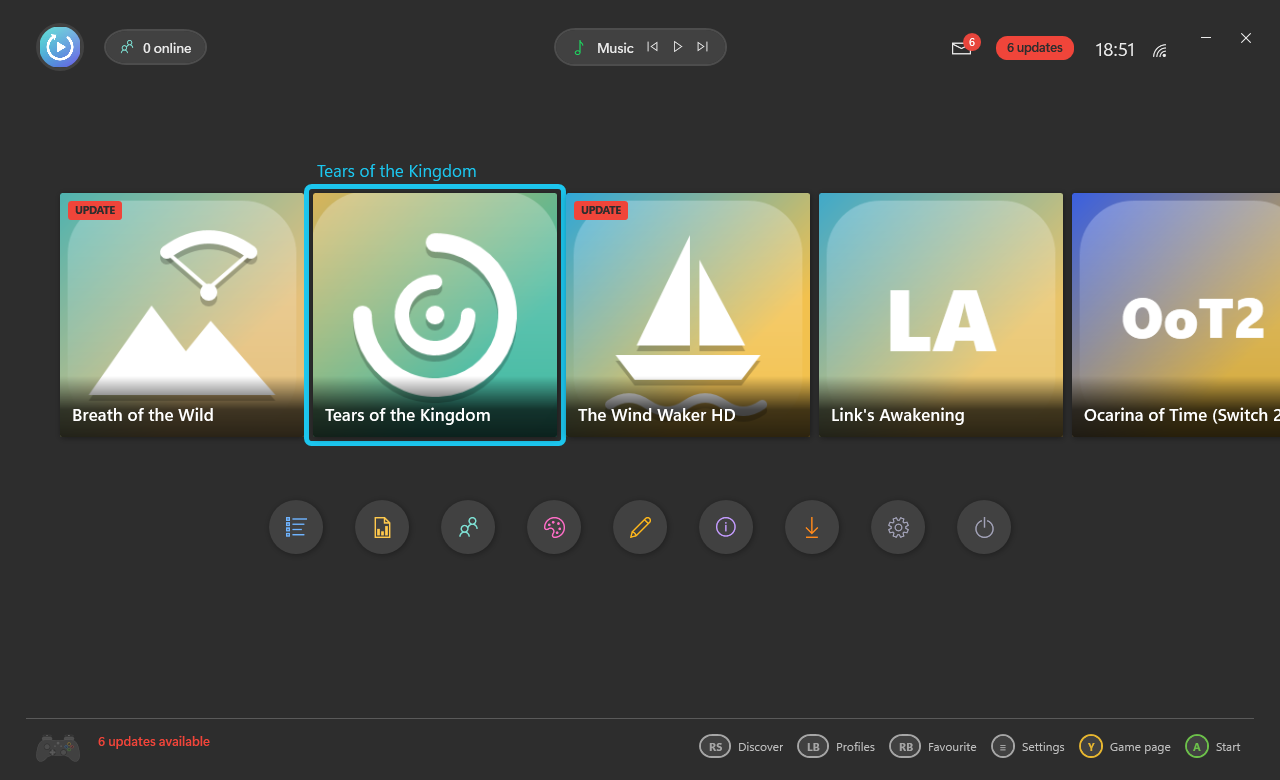 0 online
Music
6
6 updates
18:51
Tears of the Kingdom
UPDATE
UPDATE
LA
OoT2
Breath of the Wild
Tears of the Kingdom
The Wind Waker HD
Link's Awakening
Ocarina of Time (Switch 2
6 updates available
RS Discover
LB Profiles
RB Favourite
≡ Settings
Y Game page
A Start